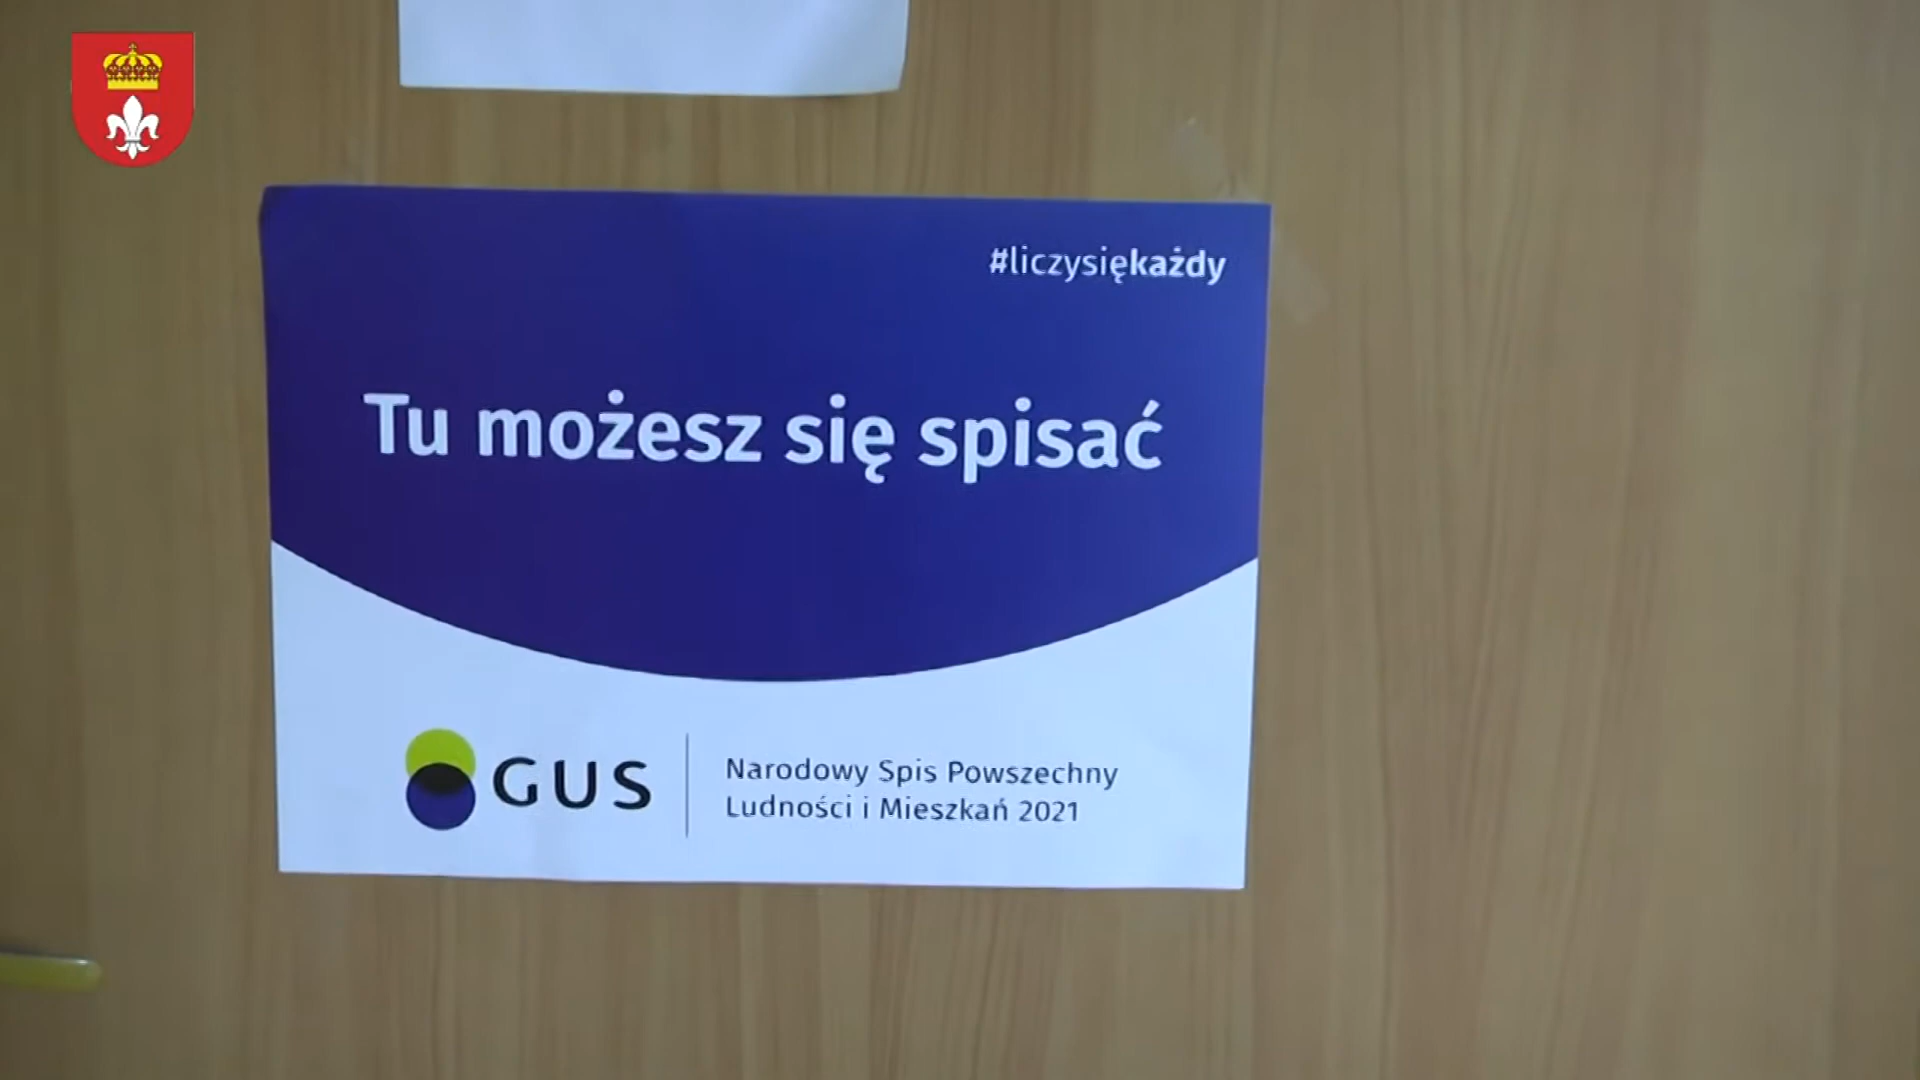 #liczysiękażdy
Tu możesz się spisać
GUS
Narodowy Spis Powszechny
Ludności i Mieszkań 2021